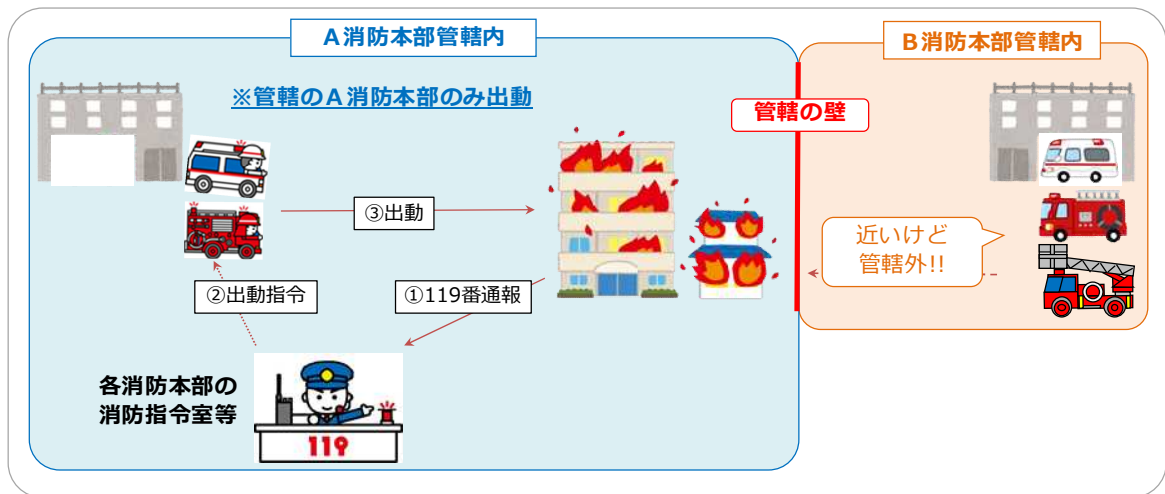 A消防本部管轄内
B消防本部管轄内
※管轄のA消防本部のみ出動
管轄の壁
③出動
近いけど
管轄外!!
②出動指令
①119番通報
各消防本部の
消防指令室等
119